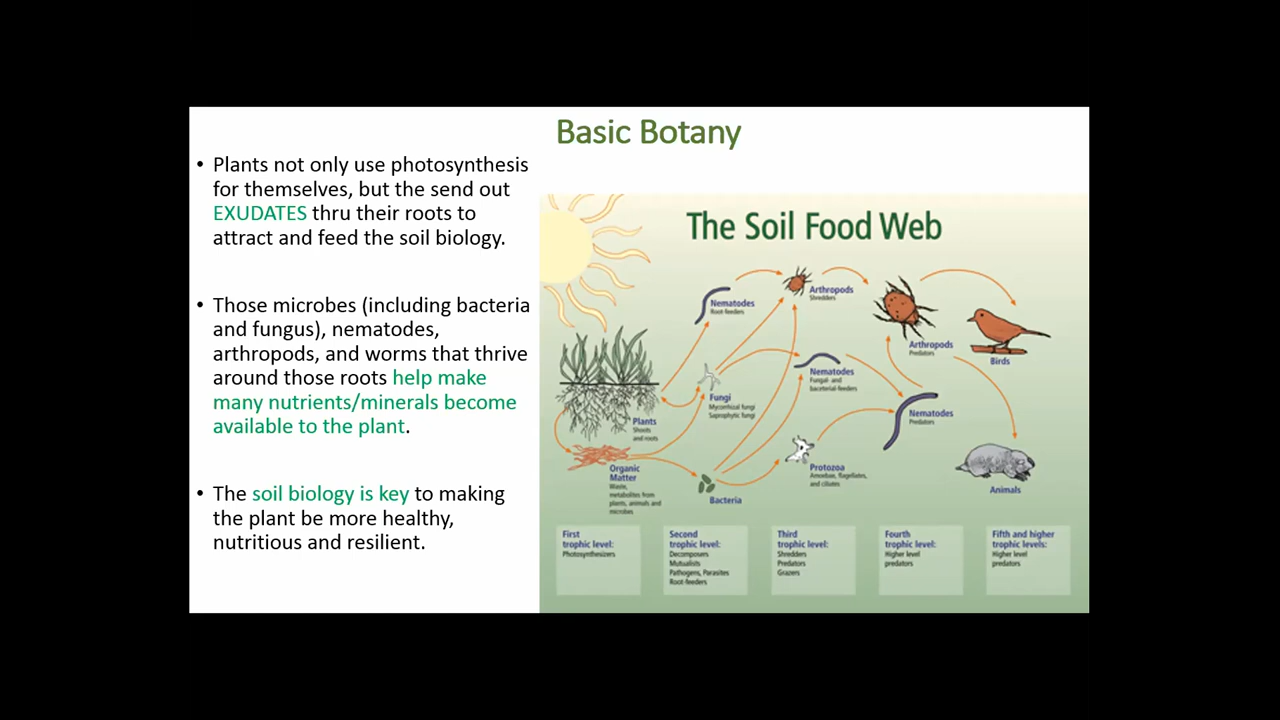 Basic Botany
• Plants not only use photosynthesis
for themselves, but the send out
EXUDATES thru their roots to
attract and feed the soil biology.
• Those microbes (including bacteria
and fungus), nematodes,
arthropods, and worms that thrive
around those roots help make
many nutrients/minerals become
available to the plant.
• The soil biology is key to making
the plant be more healthy,
nutritious and resilient.
The Soil Food Web
Nematodes
Root-feeders
Arthropods
Shredders
Arthropods
Predators
Birds
Plants
Shoots
and roots
Fungi
Mycorrhizal fungi
Saprophytic fungi
Nematodes
Fungal- and
bacterial-feeders
Nematodes
Predators
Organic
Matter
Waste,
metabolites from
plants, animals and
microbes
Bacteria
Protozoa
Amoebae, flagellates,
and ciliates
Animals
First
trophic level:
Photosynthesizers
Second
trophic level:
Decomposers
Mutualists
Pathogens, Parasites
Root-feeders
Third
trophic level:
Shredders
Predators
Grazers
Fourth
trophic level:
Higher level
predators
Fifth and higher
trophic levels:
Higher level
predators